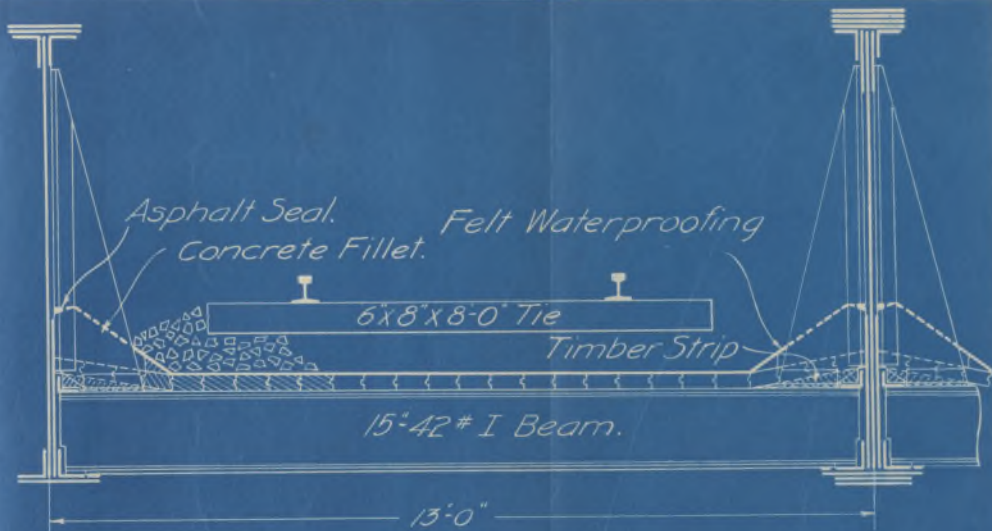 Asphalt Seal.
Concrete Fillet.
Felt Waterproofing
6"x8"x8'-0" Tie
Timber Strip
15"-42# I Beam.
13'-0"